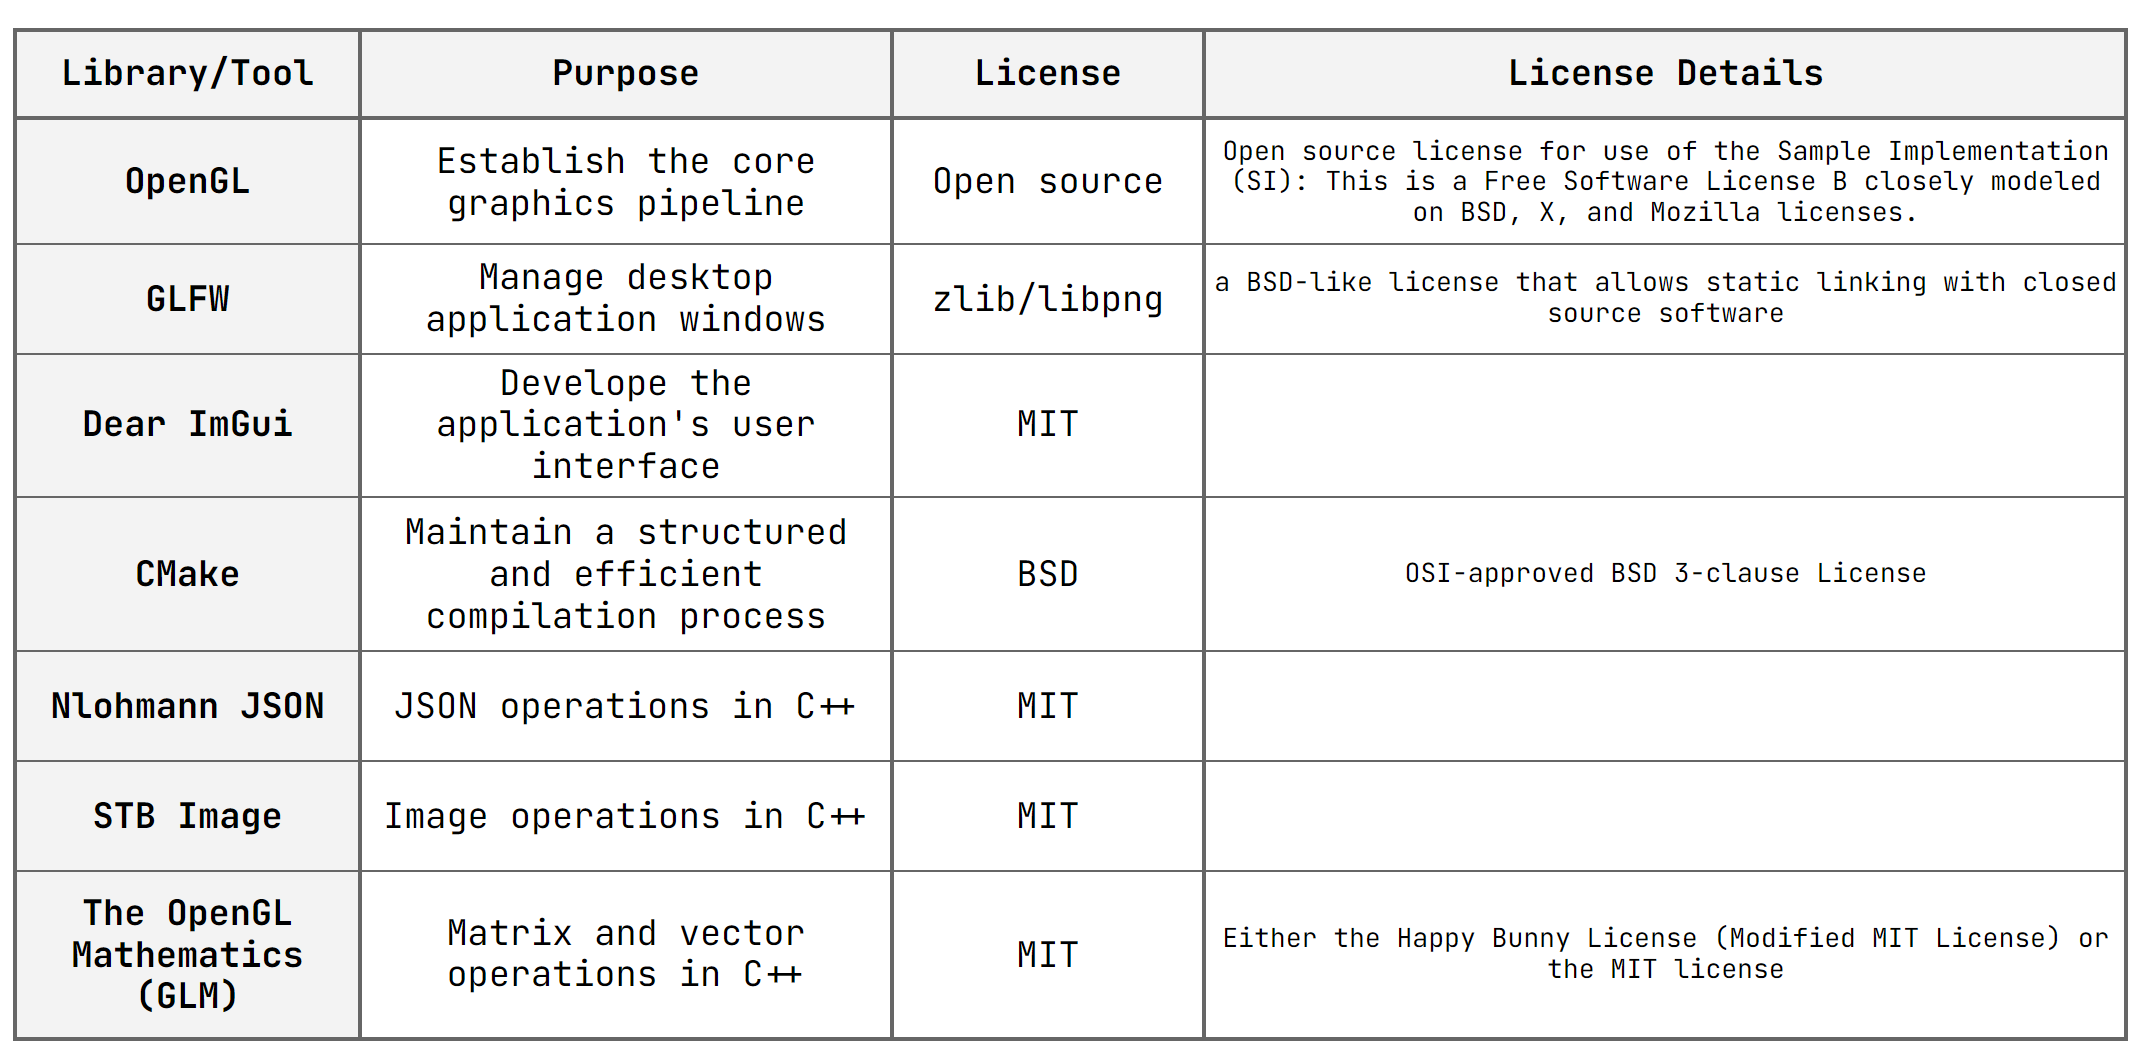 Library/Tool
Purpose
License
License Details
OpenGL
Establish the core
graphics pipeline
Open source
Open source license for use of the Sample Implementation
(SI): This is a Free Software License B closely modeled
on BSD, X, and Mozilla licenses.
GLFW
Manage desktop
application windows
zlib/libpng
a BSD-like license that allows static linking with closed
source software
Dear ImGui
Develope the
application's user
interface
MIT
CMake
Maintain a structured
and efficient
compilation process
BSD
OSI-approved BSD 3-clause License
Nlohmann JSON
JSON operations in C++
MIT
STB Image
Image operations in C++
MIT
The OpenGL
Mathematics
(GLM)
Matrix and vector
operations in C++
MIT
Either the Happy Bunny License (Modified MIT License) or
the MIT license